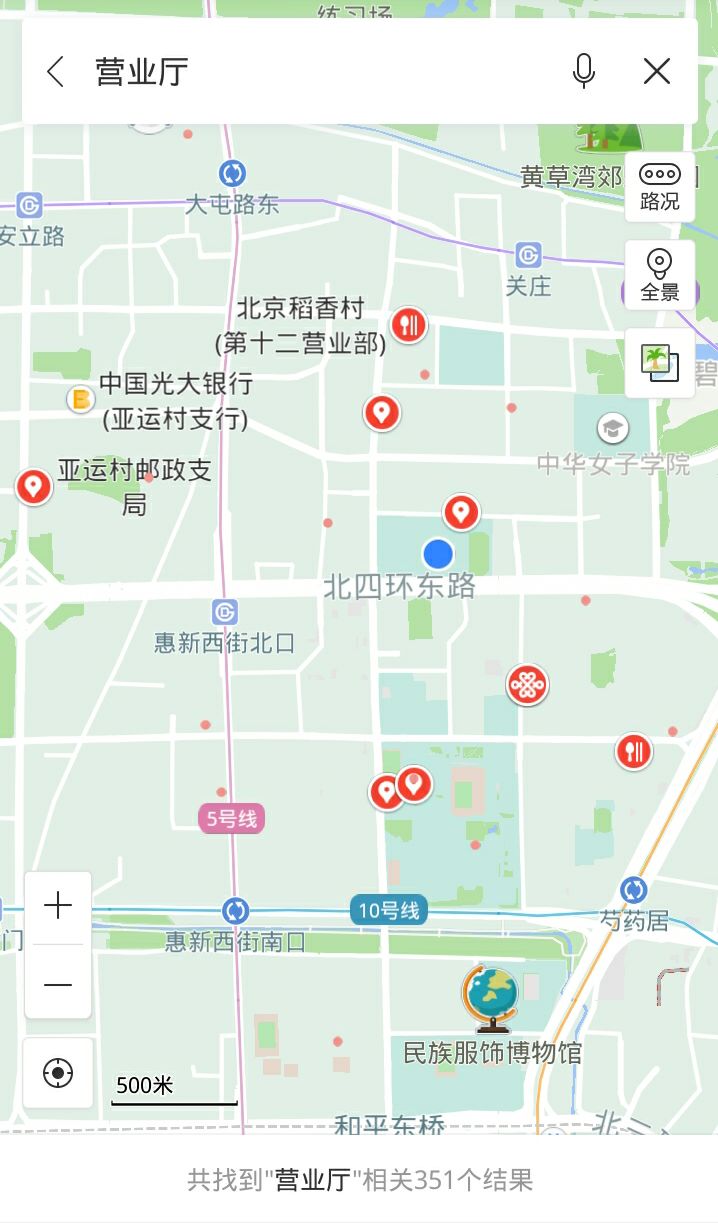 练习场
营业厅
大屯路东
安立路
黄草湾郊
路况
关庄
全景
北京稻香村
(第十二营业部)
碧
中国光大银行
(亚运村支行)
中华女子学院
亚运村邮政支
局
北四环东路
惠新西街北口
5号线
10号线
芍药居
门
惠新西街南口
民族服饰博物馆
500米
和平东桥
共找到"营业厅"相关351个结果